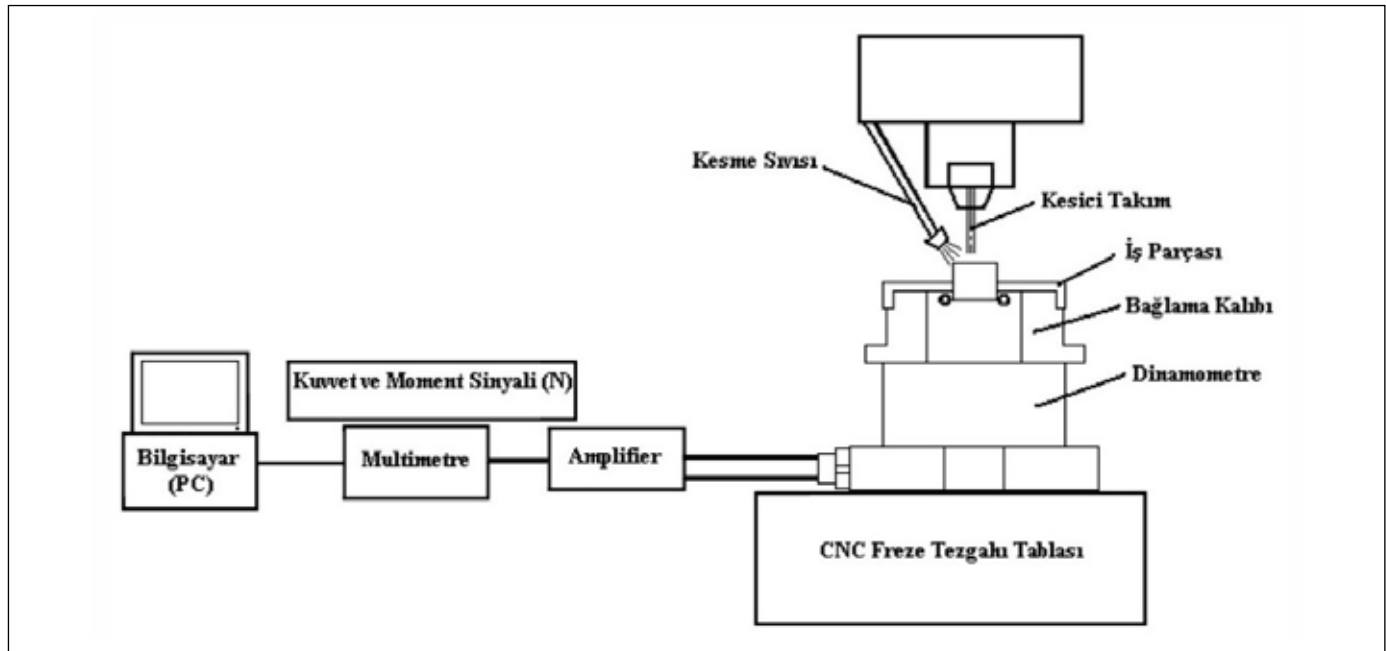 Kesme Sıvısı
Kesici Takım
İş Parçası
Bağlama Kalıbı
Dinamometre
Kuvvet ve Moment Sinyali (N)
Bilgisayar
(PC)
Multimetre
Amplifier
CNC Freze Tezgahı Tablası